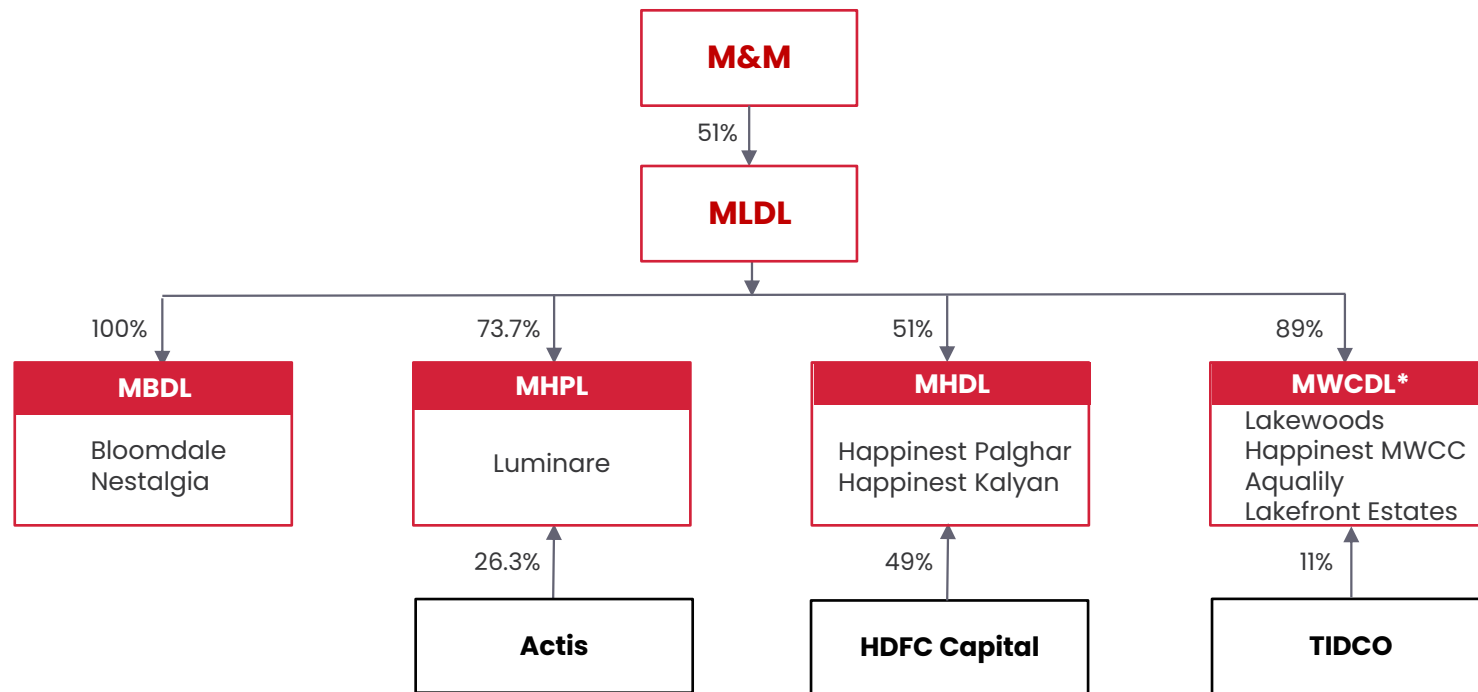 M&M
51%
MLDL
100%
73.7%
51%
89%
MBDL
MHPL
MHDL
MWCDL*
Bloomdale
Nestalgia
Luminare
Happinest Palghar
Happinest Kalyan
Lakewoods
Happinest MWCC
Aqualily
Lakefront Estates
26.3%
49%
11%
Actis
HDFC Capital
TIDCO